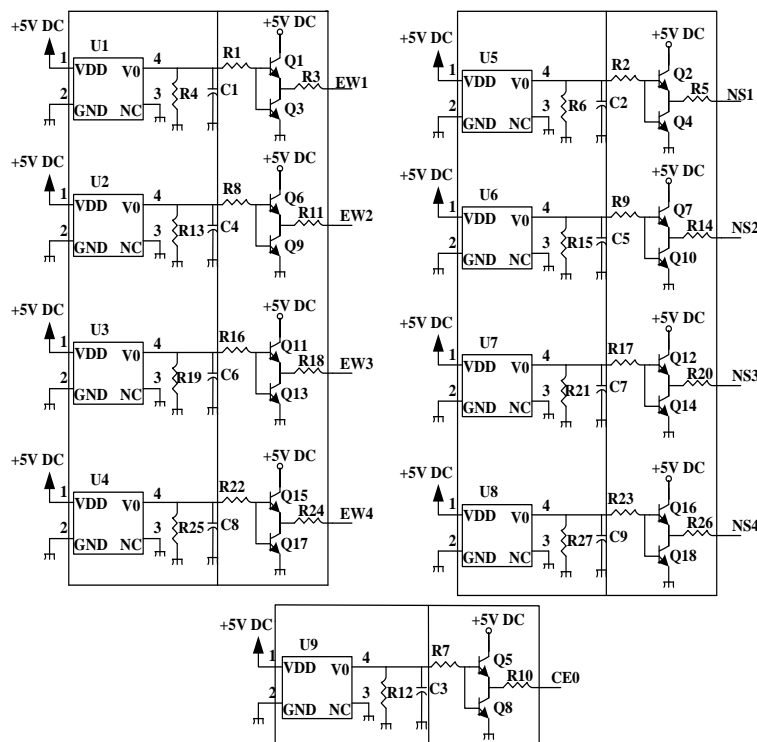 +5V DC
U1
1 4 R1
VDD V0
+5V DC
Q1
R3 EW1
R4 C1
2 3
GND NC
Q3
+5V DC
U2
1 4 R8
VDD V0
+5V DC
Q6
R11 EW2
R13 C4
2 3
GND NC
Q9
+5V DC
U3
1 4 R16
VDD V0
+5V DC
Q11
R18 EW3
R19 C6
2 3
GND NC
Q13
+5V DC
U4
1 4 R22
VDD V0
+5V DC
Q15
R24 EW4
R25 C8
2 3
GND NC
Q17
+5V DC
U5
1 4 R2
VDD V0
+5V DC
Q2
R5 NS1
R6 C2
2 3
GND NC
Q4
+5V DC
U6
1 4 R9
VDD V0
+5V DC
Q7
R14 NS2
R15 C5
2 3
GND NC
Q10
+5V DC
U7
1 4 R17
VDD V0
+5V DC
Q12
R20 NS3
R21 C7
2 3
GND NC
Q14
+5V DC
U8
1 4 R23
VDD V0
+5V DC
Q16
R26 NS4
R27 C9
2 3
GND NC
Q18
+5V DC
U9
1 4 R7
VDD V0
+5V DC
Q5
R10 CE0
R12 C3
2 3
GND NC
Q8